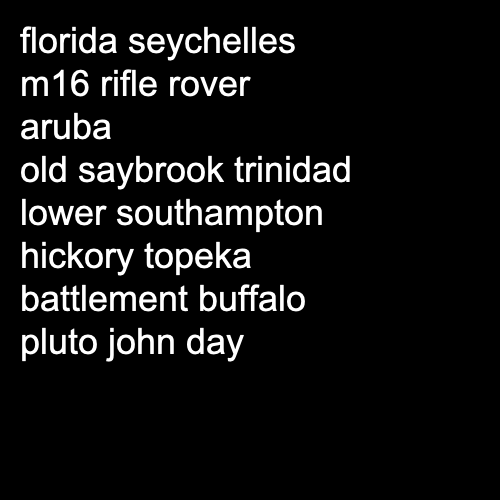 florida seychelles
m16 rifle rover
aruba
old saybrook trinidad
lower southampton
hickory topeka
battlement buffalo
pluto john day